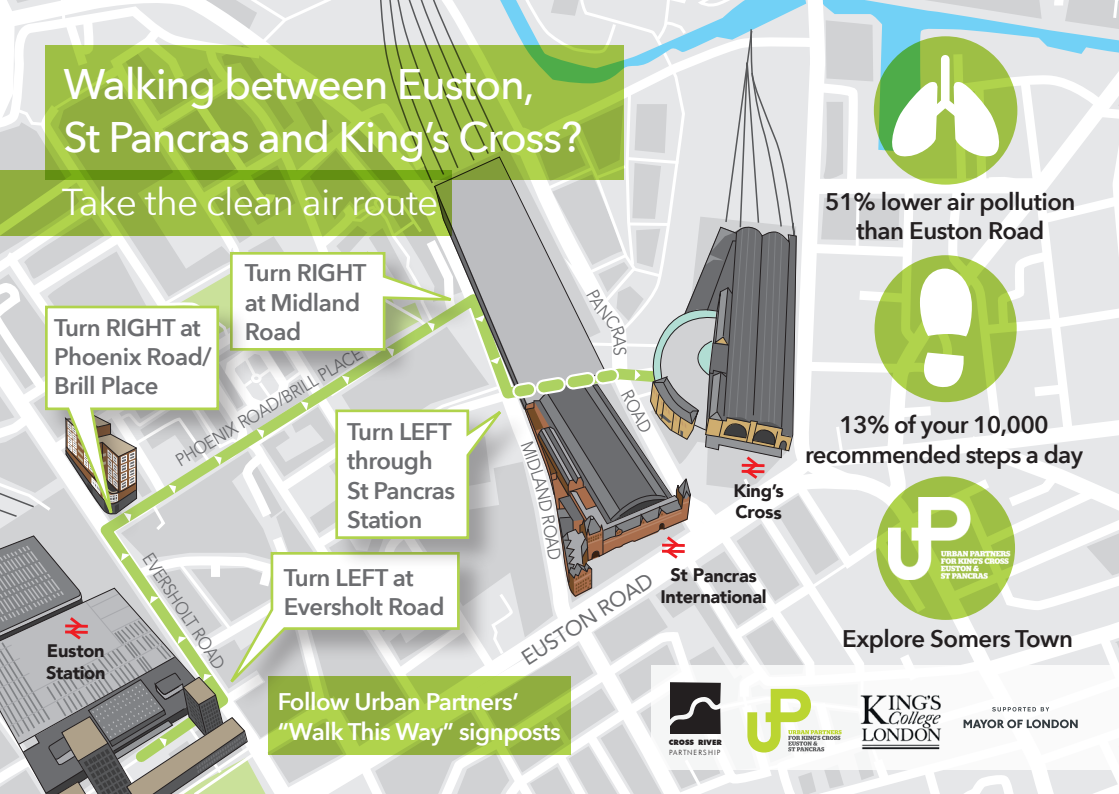 Walking between Euston,
St Pancras and King's Cross?
Take the clean air route
51% lower air pollution
than Euston Road
13% of your 10,000
recommended steps a day
UP
URBAN PARTNERS
FOR KING'S CROSS
EUSTON &
ST PANCRAS
Explore Somers Town
Turn RIGHT
at Midland
Road
Turn RIGHT at
Phoenix Road/
Brill Place
Turn LEFT
through
St Pancras
Station
Turn LEFT at
Eversholt Road
PHOENIX ROAD/BRILL PLACE
PANCRAS
ROAD
MIDLAND ROAD
EVERSHOLT ROAD
EUSTON ROAD
King's
Cross
St Pancras
International
Euston
Station
Follow Urban Partners'
"Walk This Way" signposts
CROSS RIVER
PARTNERSHIP
UP
URBAN PARTNERS
FOR KING'S CROSS
EUSTON &
ST PANCRAS
KING'S
College
LONDON
SUPPORTED BY
MAYOR OF LONDON